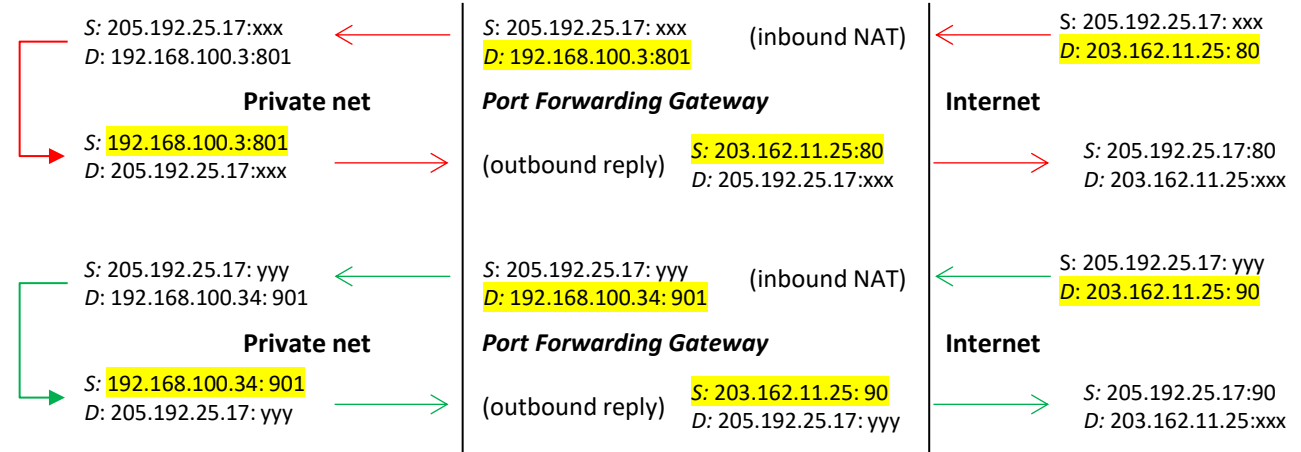 S: 205.192.25.17:xxx
D: 192.168.100.3:801
S: 205.192.25.17: xxx
D: 192.168.100.3:801
(inbound NAT)
S: 205.192.25.17: xxx
D: 203.162.11.25: 80
Private net
Port Forwarding Gateway
Internet
S: 192.168.100.3:801
D: 205.192.25.17:xxx
(outbound reply)
S: 203.162.11.25:80
D: 205.192.25.17:xxx
S: 205.192.25.17:80
D: 203.162.11.25:xxx
S: 205.192.25.17: yyy
D: 192.168.100.34: 901
S: 205.192.25.17: yyy
D: 192.168.100.34: 901
(inbound NAT)
S: 205.192.25.17: yyy
D: 203.162.11.25: 90
Private net
Port Forwarding Gateway
Internet
S: 192.168.100.34: 901
D: 205.192.25.17: yyy
(outbound reply)
S: 203.162.11.25: 90
D: 205.192.25.17: yyy
S: 205.192.25.17:90
D: 203.162.11.25:xxx